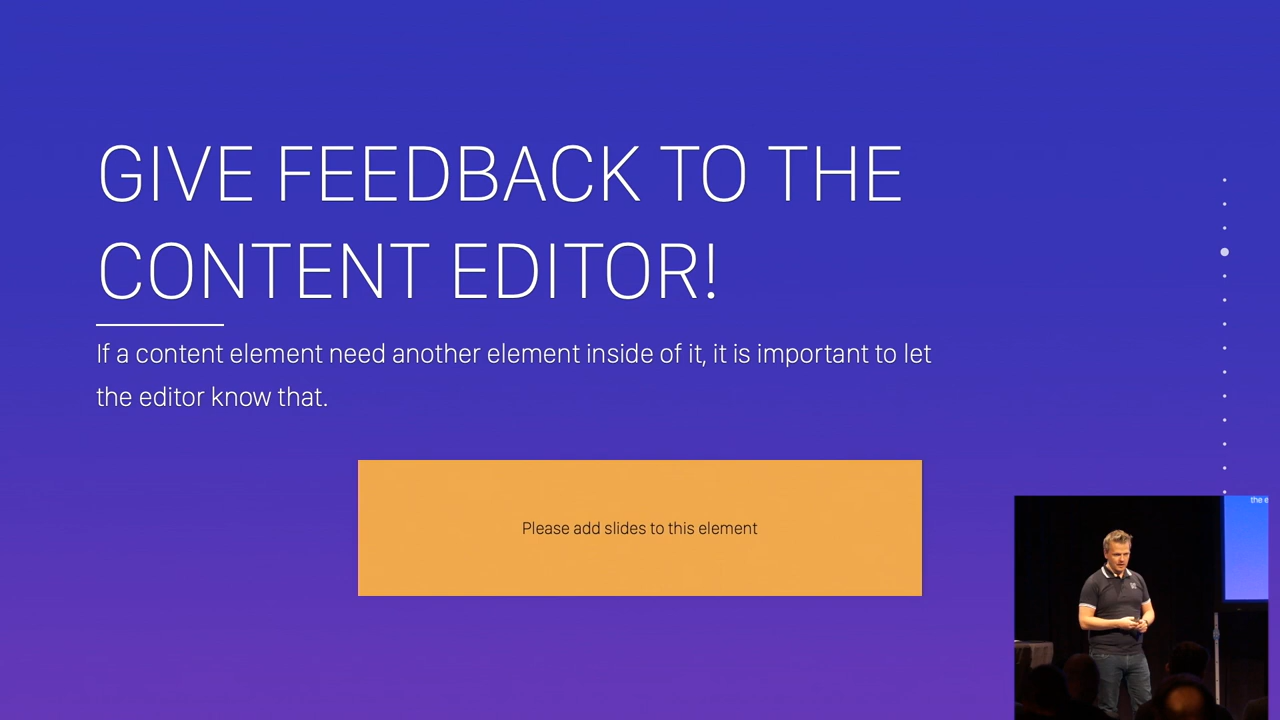 GIVE FEEDBACK TO THE
CONTENT EDITOR!
If a content element need another element inside of it, it is important to let
the editor know that.
Please add slides to this element
the e